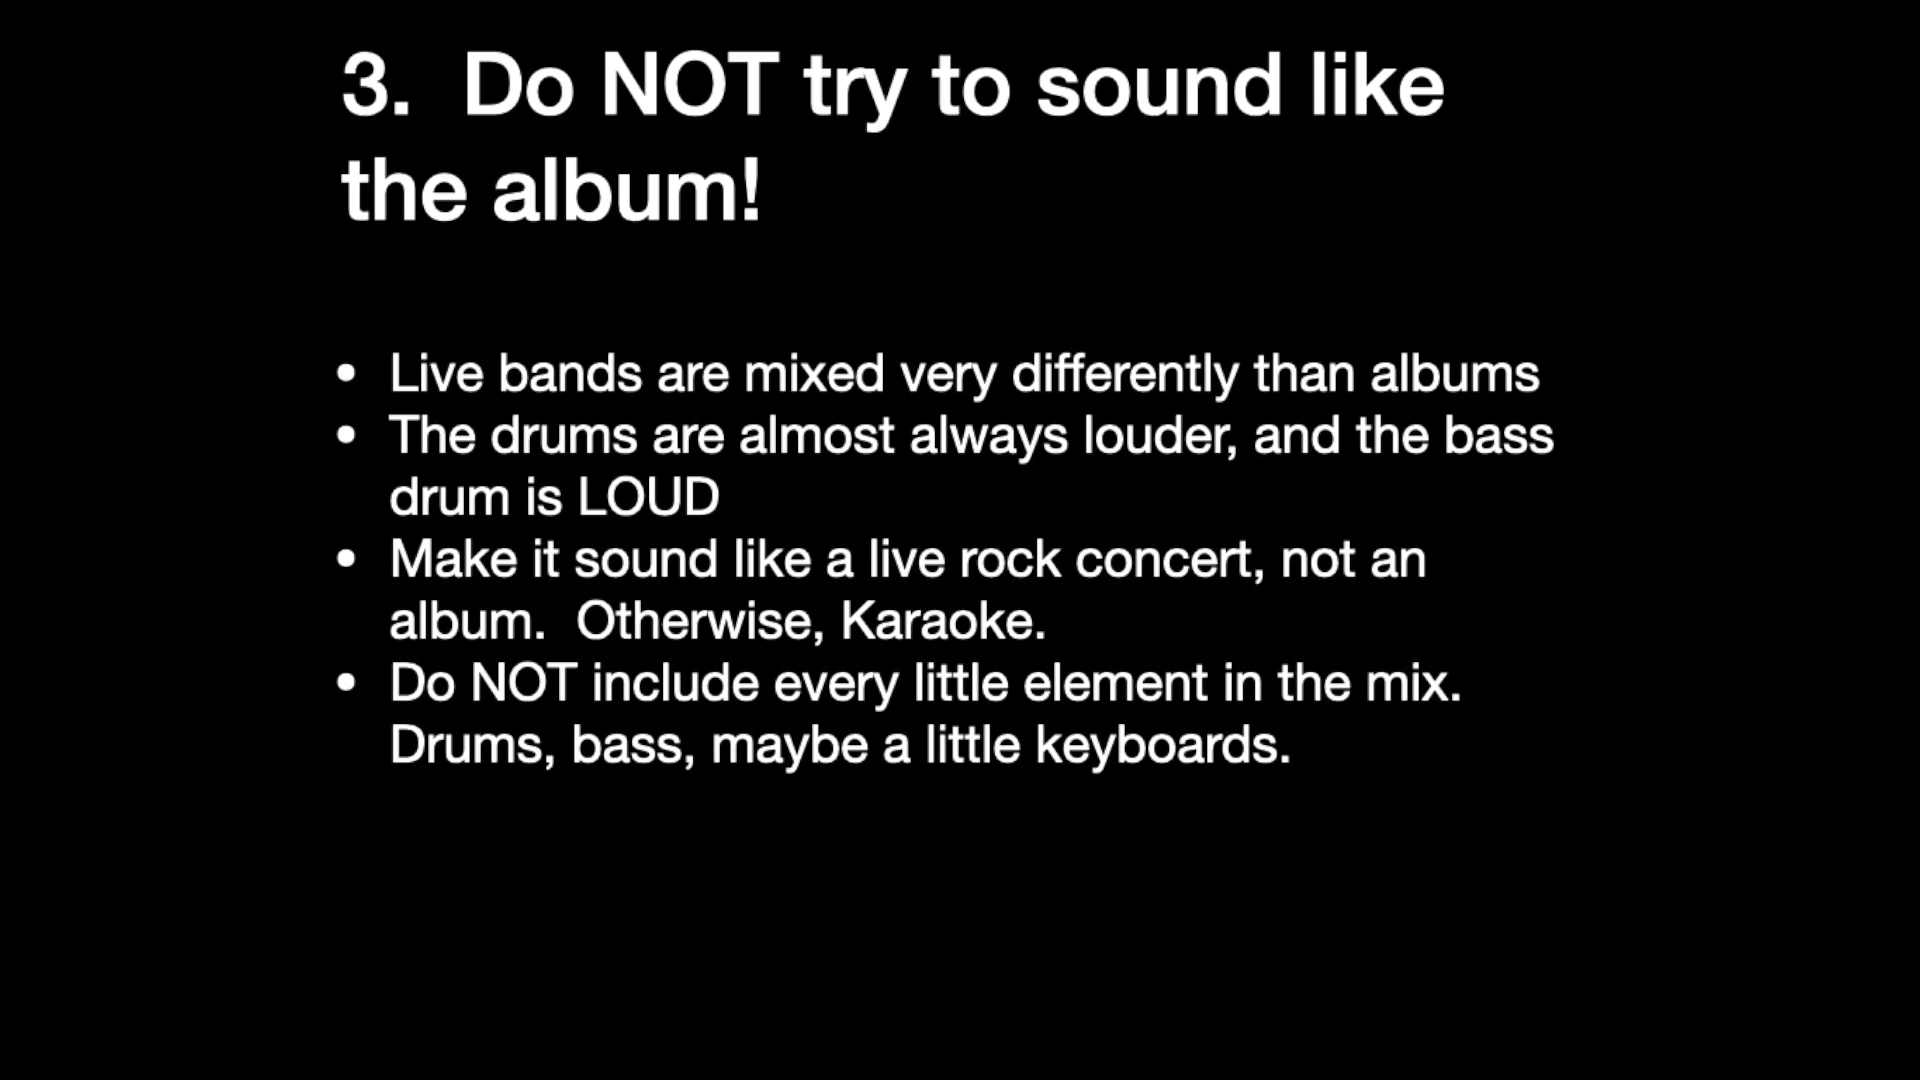 3.  Do NOT try to sound like
the album!
• Live bands are mixed very differently than albums
• The drums are almost always louder, and the bass
drum is LOUD
• Make it sound like a live rock concert, not an
album.  Otherwise, Karaoke.
• Do NOT include every little element in the mix.
Drums, bass, maybe a little keyboards.